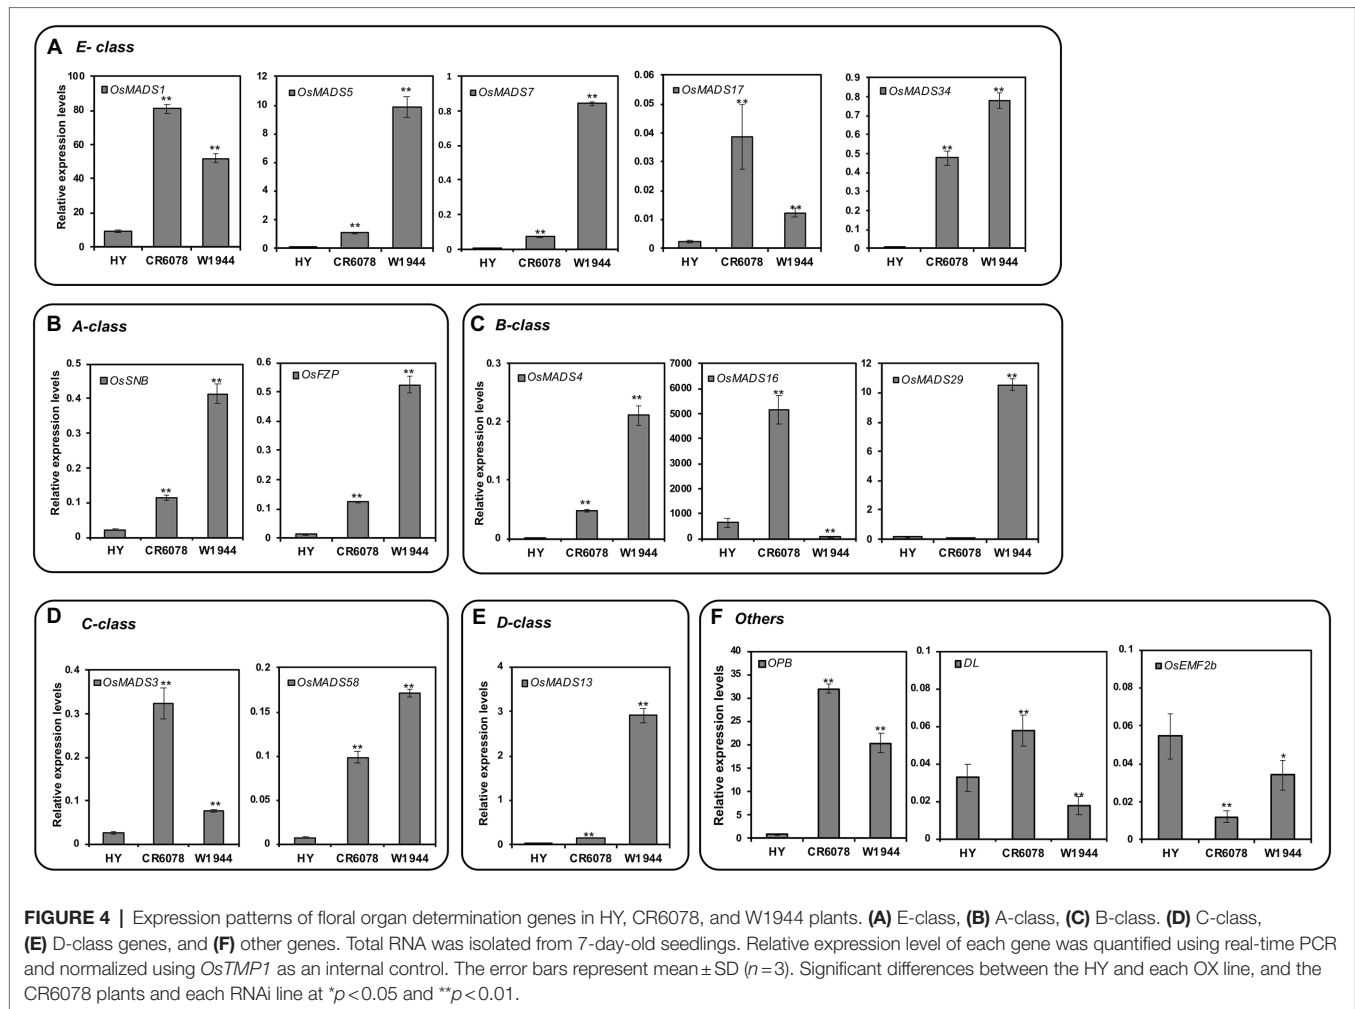 A E- class
OsMADS1
OsMADS5
OsMADS7
OsMADS17
OsMADS34
Relative expression levels
100
80
60
40
20
0
HY CR6078 W1944
** **
12
10
8
6
4
2
0
HY CR6078 W1944
** **
1
0.8
0.6
0.4
0.2
0
HY CR6078 W1944
** **
0.06
0.05
0.04
0.03
0.02
0.01
0
HY CR6078 W1944
** **
0.9
0.8
0.7
0.6
0.5
0.4
0.3
0.2
0.1
0
HY CR6078 W1944
** **
B A-class
OsSNB
OsFZP
Relative expression levels
0.5
0.4
0.3
0.2
0.1
0
HY CR6078 W1944
** **
0.6
0.5
0.4
0.3
0.2
0.1
0
HY CR6078 W1944
** **
C B-class
OsMADS4
OsMADS16
OsMADS29
Relative expression levels
0.3
0.2
0.1
0
HY CR6078 W1944
** **
7000
6000
5000
4000
3000
2000
1000
0
HY CR6078 W1944
** **
12
10
8
6
4
2
0
HY CR6078 W1944
**
D C-class
OsMADS3
OsMADS58
Relative expression levels
0.4
0.3
0.2
0.1
0
HY CR6078 W1944
** **
0.2
0.15
0.1
0.05
0
HY CR6078 W1944
** **
E D-class
OsMADS13
Relative expression levels
4
3
2
1
0
HY CR6078 W1944
** **
F Others
OPB
DL
OsEMF2b
Relative expression levels
40
35
30
25
20
15
10
5
0
HY CR6078 W1944
** **
0.1
0.08
0.06
0.04
0.02
0
HY CR6078 W1944
** **
0.1
0.08
0.06
0.04
0.02
0
HY CR6078 W1944
** *
FIGURE 4 | Expression patterns of floral organ determination genes in HY, CR6078, and W1944 plants. (A) E-class, (B) A-class, (C) B-class. (D) C-class,
(E) D-class genes, and (F) other genes. Total RNA was isolated from 7-day-old seedlings. Relative expression level of each gene was quantified using real-time PCR
and normalized using OsTMP1 as an internal control. The error bars represent mean ± SD (n = 3). Significant differences between the HY and each OX line, and the
CR6078 plants and each RNAi line at *p < 0.05 and **p < 0.01.